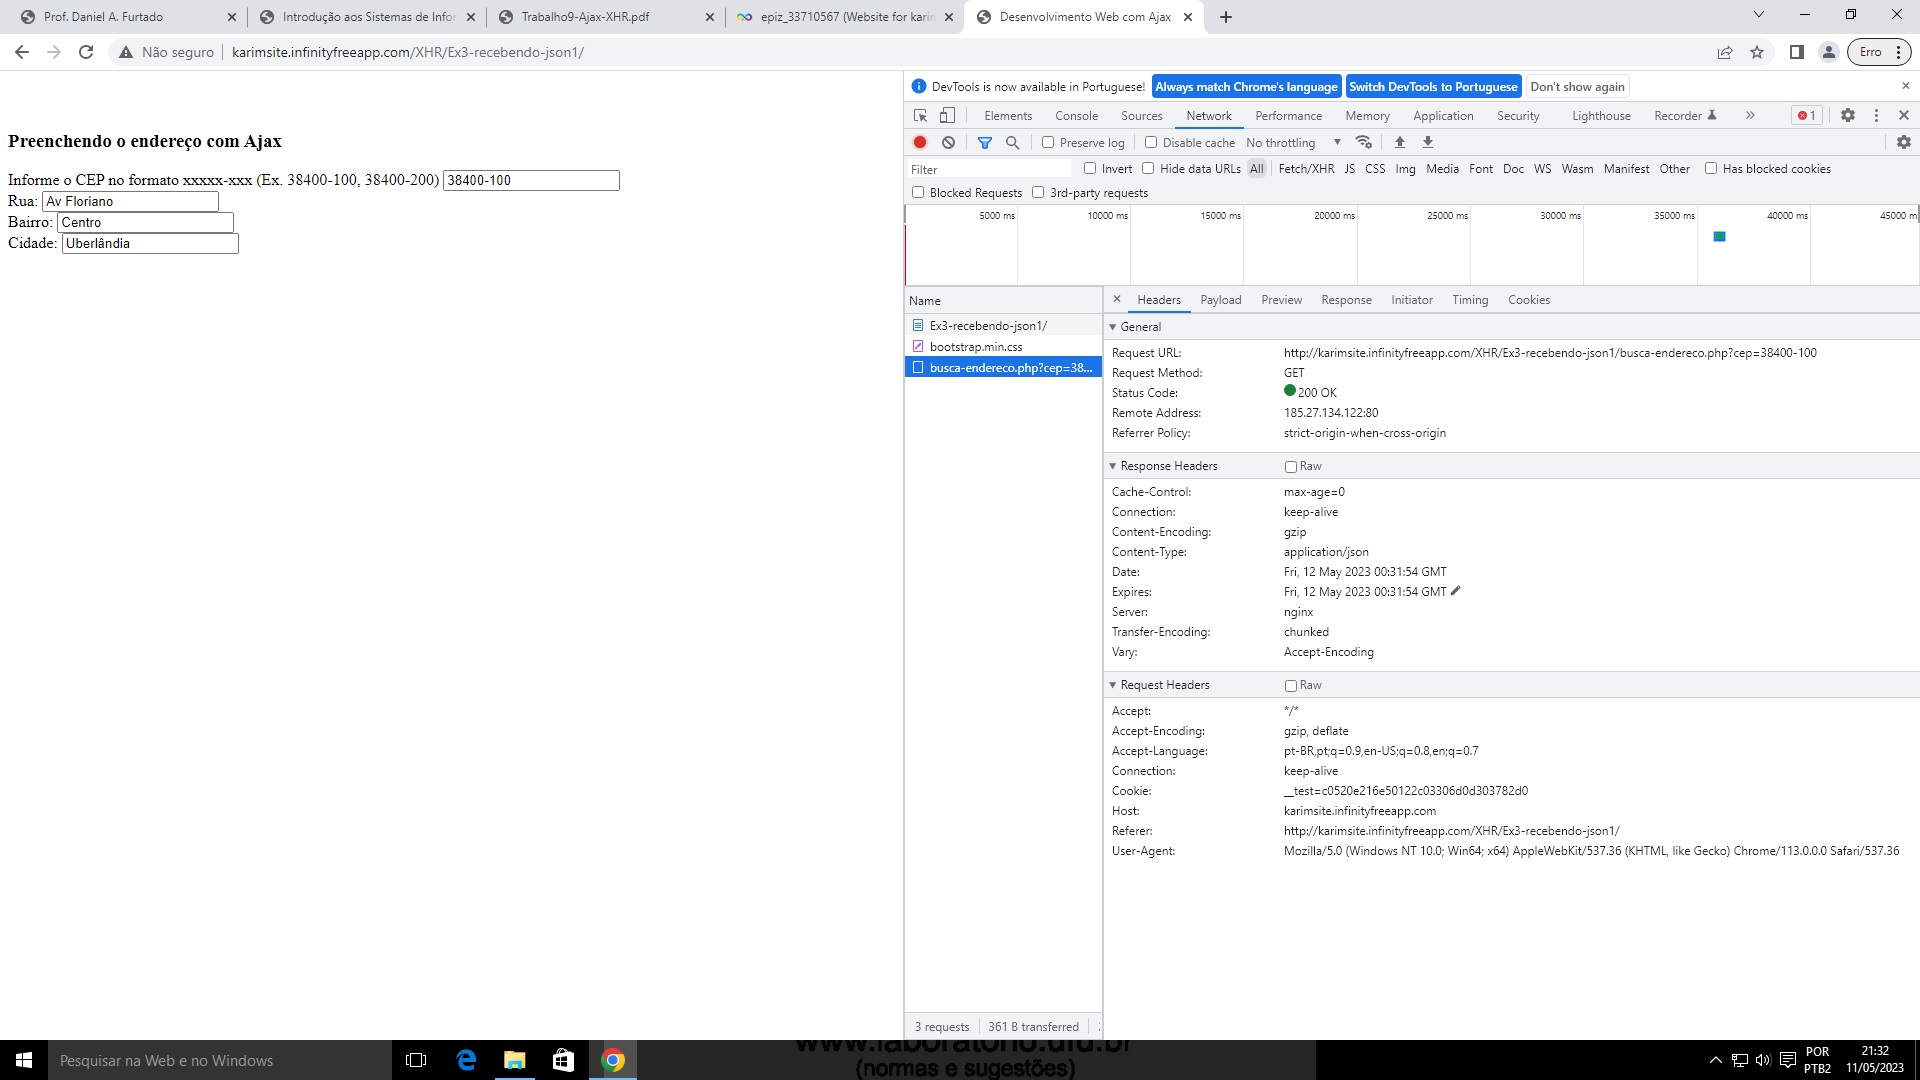 Prof. Daniel A. Furtado
Introdução aos Sistemas de Infor
Trabalho9-Ajax-XHR.pdf
epiz_33710567 (Website for karim
Desenvolvimento Web com Ajax
Não seguro
karimsite.infinityfreeapp.com/XHR/Ex3-recebendo-json1/
Erro
Preenchendo o endereço com Ajax
Informe o CEP no formato xxxxx-xxx (Ex. 38400-100, 38400-200) 38400-100
Rua: Av Floriano
Bairro: Centro
Cidade: Uberlândia
DevTools is now available in Portuguese! Always match Chrome's language Switch DevTools to Portuguese Don't show again
Elements Console Sources Network Performance Memory Application Security Lighthouse Recorder 1
Preserve log Disable cache No throttling
Filter Invert Hide data URLs All Fetch/XHR JS CSS Img Media Font Doc WS Wasm Manifest Other Has blocked cookies
Blocked Requests 3rd-party requests
5000 ms 10000 ms 15000 ms 20000 ms 25000 ms 30000 ms 35000 ms 40000 ms 45000 m
Name
Ex3-recebendo-json1/
bootstrap.min.css
busca-endereco.php?cep=38...
3 requests 361 B transferred
Headers Payload Preview Response Initiator Timing Cookies
General
Request URL: http://karimsite.infinityfreeapp.com/XHR/Ex3-recebendo-json1/busca-endereco.php?cep=38400-100
Request Method: GET
Status Code: 200 OK
Remote Address: 185.27.134.122:80
Referrer Policy: strict-origin-when-cross-origin
Response Headers Raw
Cache-Control: max-age=0
Connection: keep-alive
Content-Encoding: gzip
Content-Type: application/json
Date: Fri, 12 May 2023 00:31:54 GMT
Expires: Fri, 12 May 2023 00:31:54 GMT
Server: nginx
Transfer-Encoding: chunked
Vary: Accept-Encoding
Request Headers Raw
Accept: */*
Accept-Encoding: gzip, deflate
Accept-Language: pt-BR,pt;q=0.9,en-US;q=0.8,en;q=0.7
Connection: keep-alive
Cookie: __test=c0520e216e50122c03306d0d303782d0
Host: karimsite.infinityfreeapp.com
Referer: http://karimsite.infinityfreeapp.com/XHR/Ex3-recebendo-json1/
User-Agent: Mozilla/5.0 (Windows NT 10.0; Win64; x64) AppleWebKit/537.36 (KHTML, like Gecko) Chrome/113.0.0.0 Safari/537.36
www.laboratorio.ufu.br
(normas e sugestões)
Pesquisar na Web e no Windows
POR
PTB2
21:32
11/05/2023